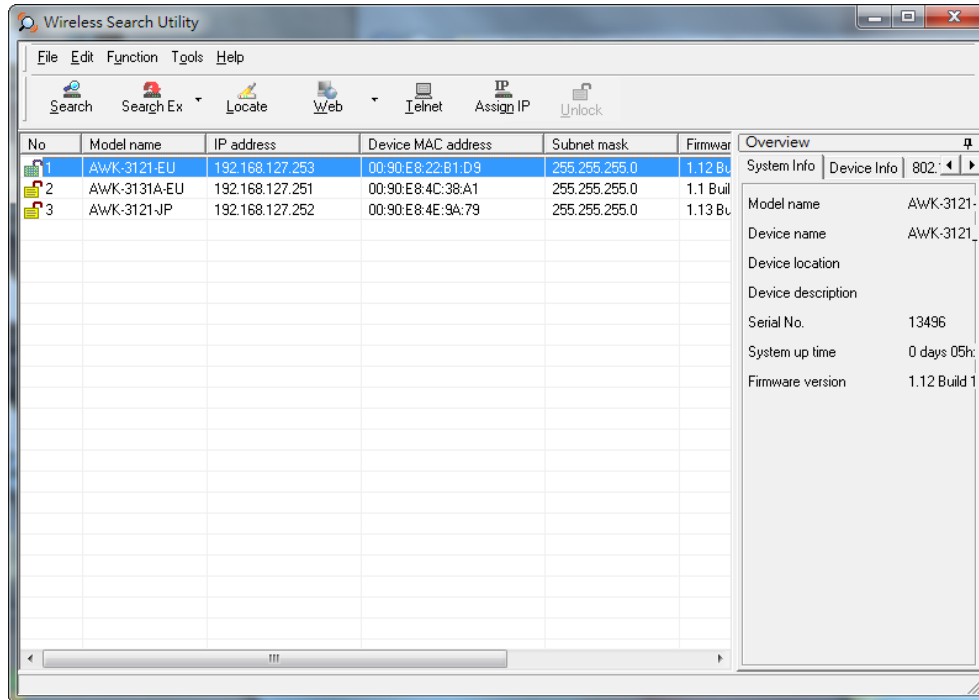 Wireless Search Utility
File Edit Function Tools Help
Search Search Ex Locate Web Telnet Assign IP Unlock
No Model name IP address Device MAC address Subnet mask Firmwar
1 AWK-3121-EU 192.168.127.253 00:90:E8:22:B1:D9 255.255.255.0 1.12 Bu
2 AWK-3131A-EU 192.168.127.251 00:90:E8:4C:38:A1 255.255.255.0 1.1 Buil
3 AWK-3121-JP 192.168.127.252 00:90:E8:4E:9A:79 255.255.255.0 1.13 Bu
Overview
System Info Device Info 802.
Model name AWK-3121-
Device name AWK-3121_
Device location
Device description
Serial No. 13496
System up time 0 days 05h:
Firmware version 1.12 Build 1